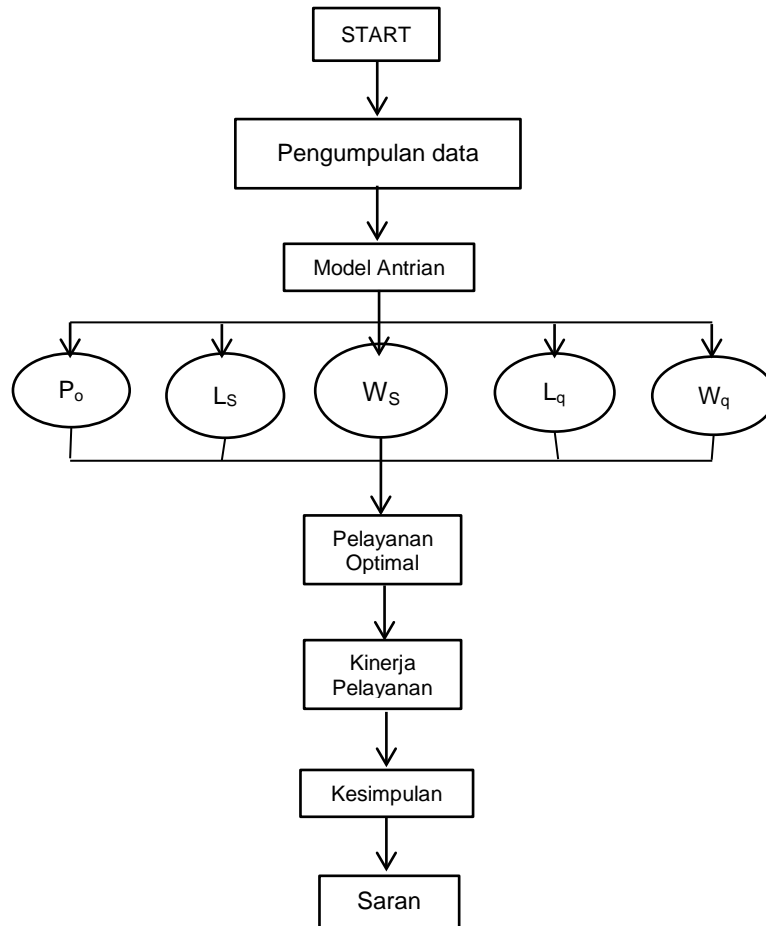 START
Pengumpulan data
Model Antrian
Po
LS
WS
Lq
Wq
Pelayanan
Optimal
Kinerja
Pelayanan
Kesimpulan
Saran